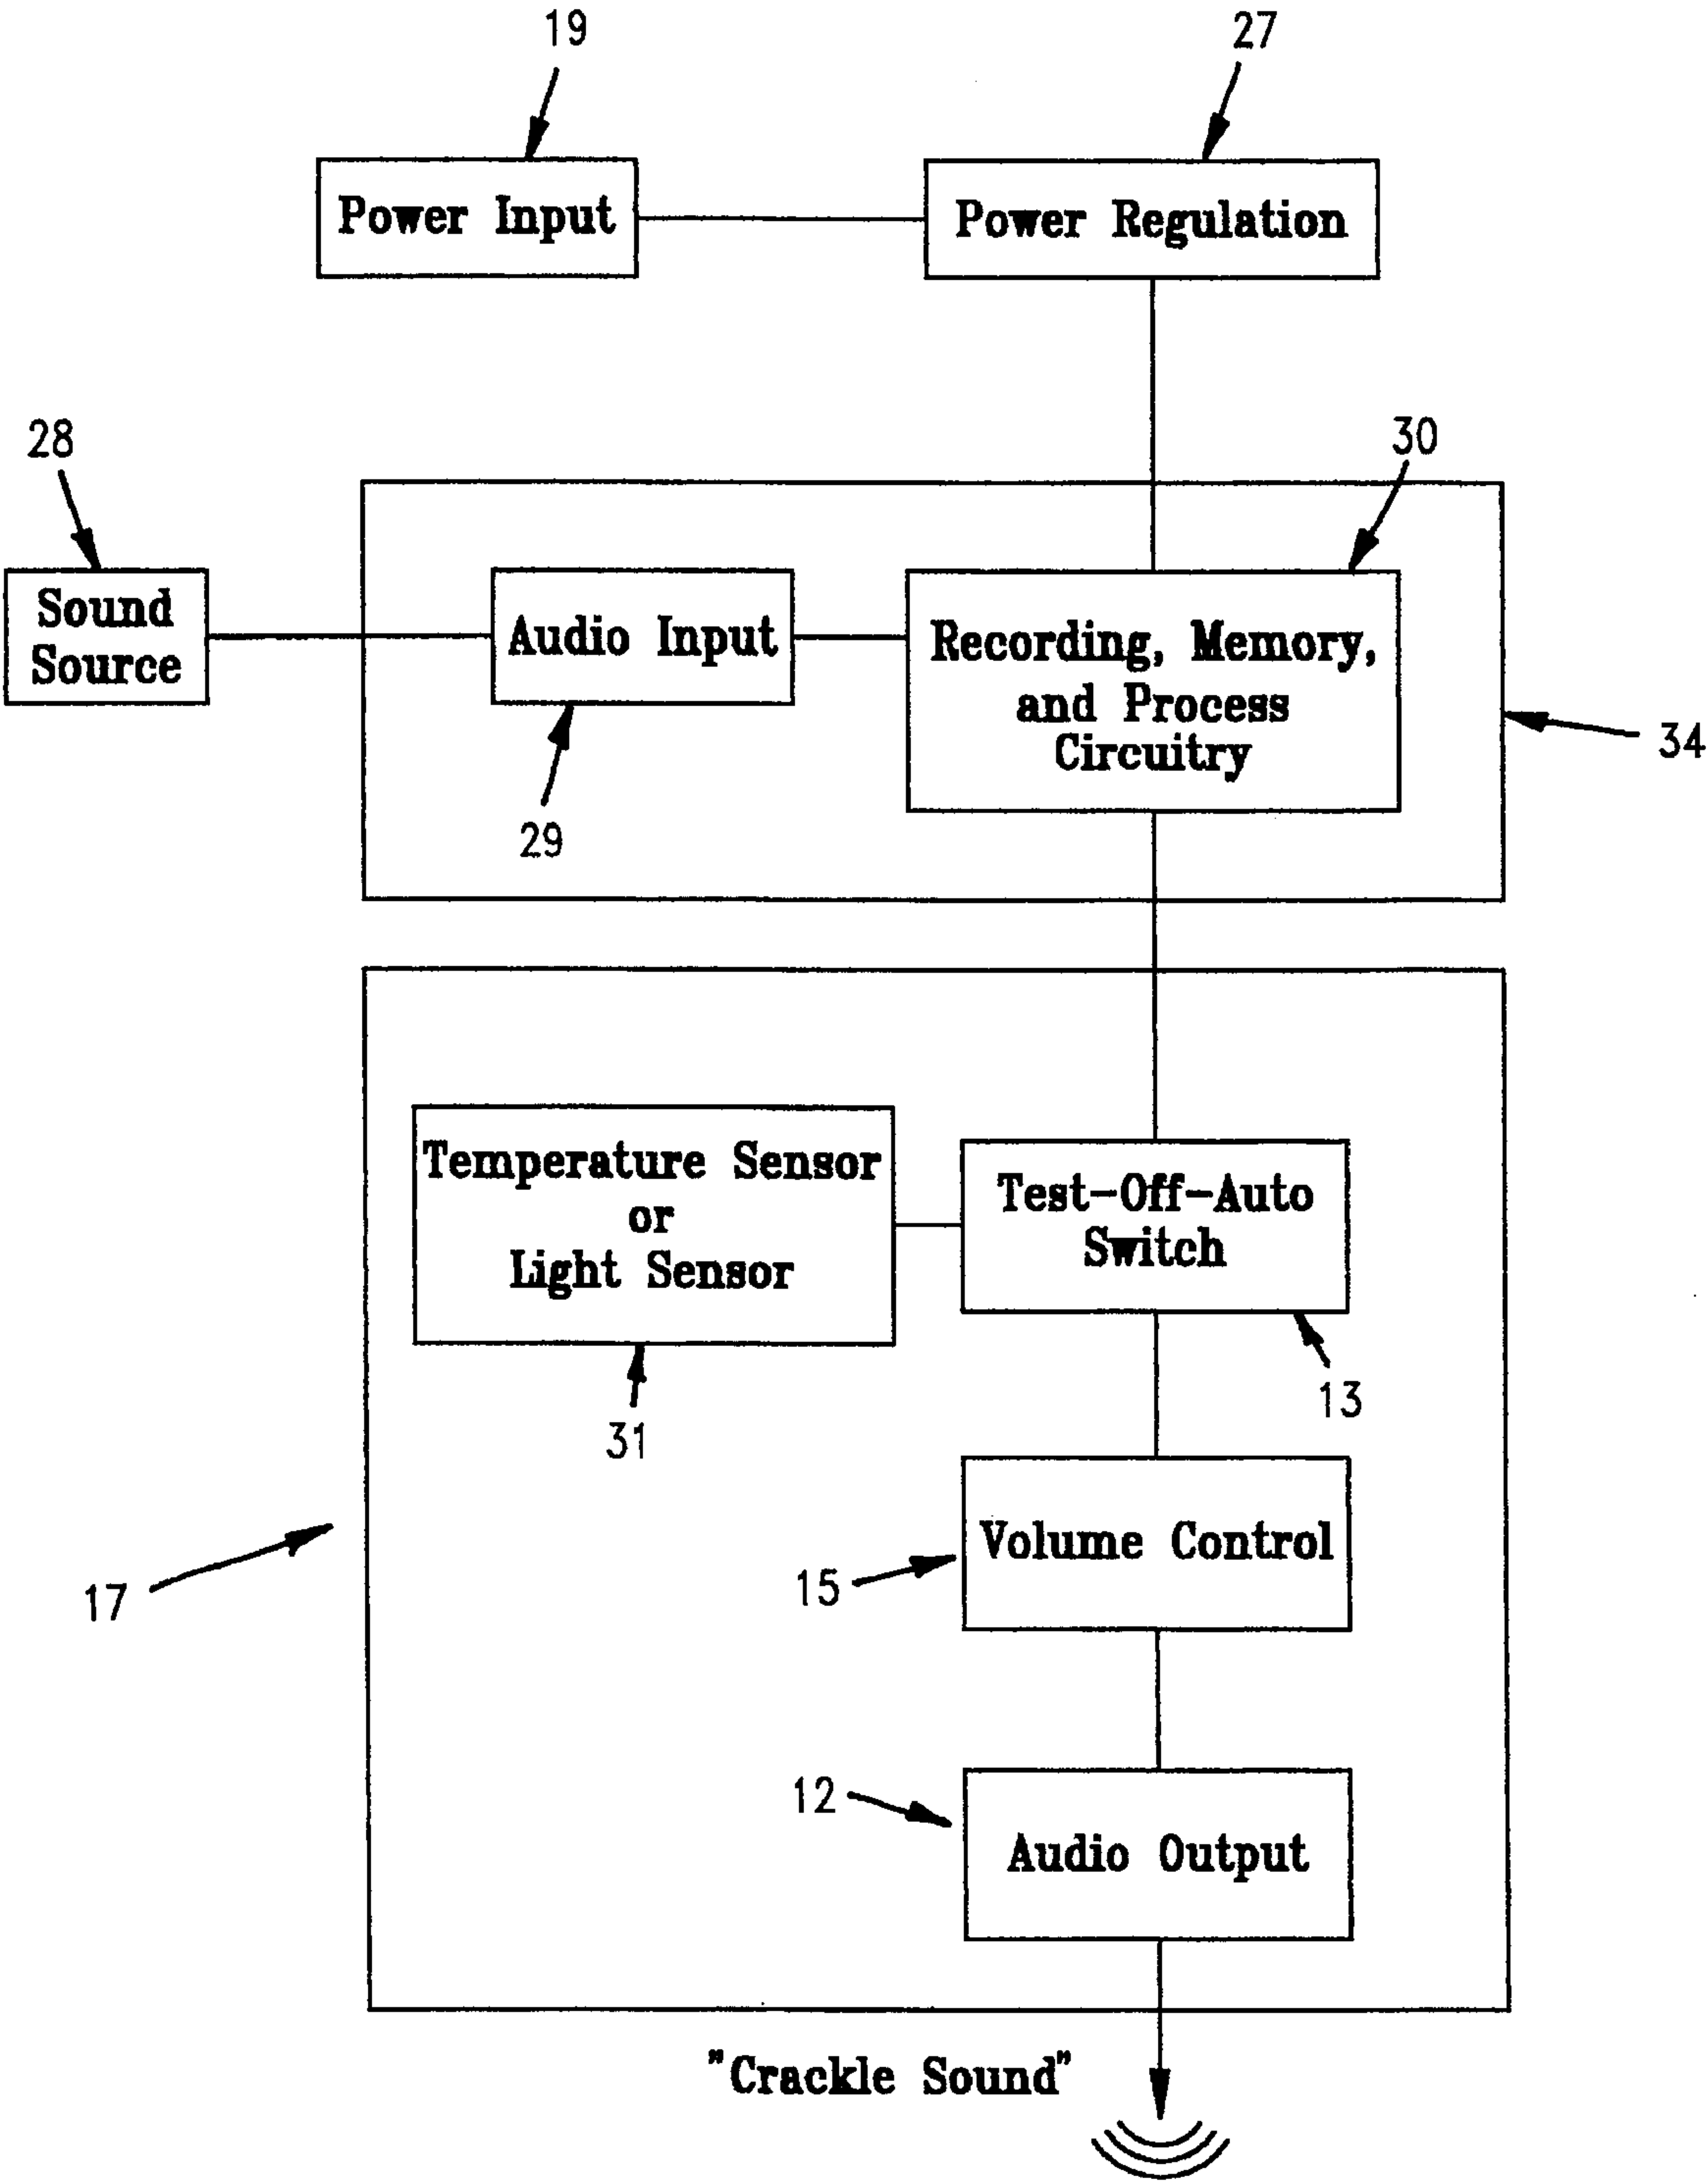 19
27
Power Input
Power Regulation
28
30
Sound
Source
Audio Input
Recording, Memory,
and Process
Circuitry
34
29
Temperature Sensor
or
Light Sensor
Test-Off-Auto
Switch
31
13
Volume Control
15
17
12
Audio Output
"Crackle Sound"